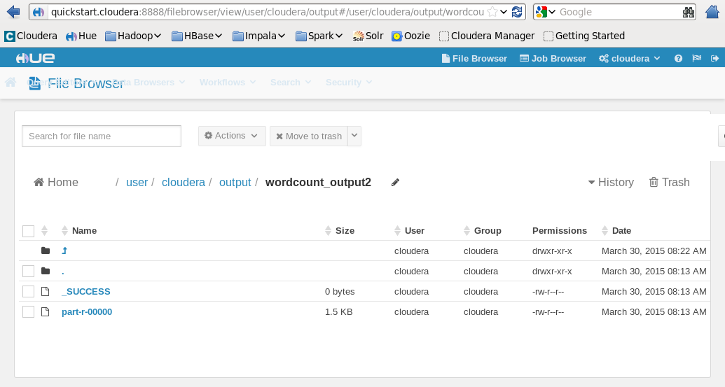 quickstart.cloudera:8888/filebrowser/view/user/cloudera/output#/user/cloudera/output/wordcou Google
Cloudera Hue Hadoop HBase Impala Spark Solr Oozie Cloudera Manager Getting Started
HUE File Browser Job Browser cloudera
File Browser Browsers Workflows Search Security
Search for file name Actions Move to trash
Home / user / cloudera / output / wordcount_output2 History Trash
Name Size User Group Permissions Date
cloudera cloudera drwxr-xr-x March 30, 2015 08:22 AM
. cloudera cloudera drwxr-xr-x March 30, 2015 08:13 AM
_SUCCESS 0 bytes cloudera cloudera -rw-r--r-- March 30, 2015 08:13 AM
part-r-00000 1.5 KB cloudera cloudera -rw-r--r-- March 30, 2015 08:13 AM